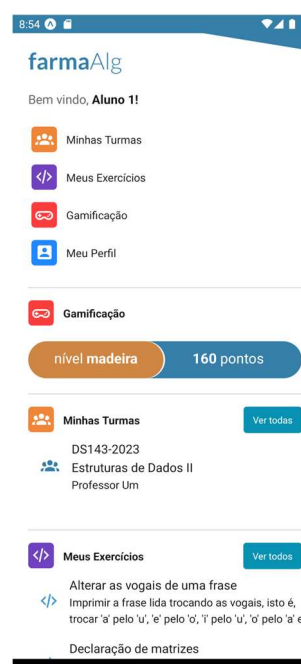 8:54
farmaAlg
Bem vindo, Aluno 1!
Minhas Turmas
Meus Exercícios
Gamificação
Meu Perfil
Gamificação
nível madeira 160 pontos
Minhas Turmas Ver todas
DS143-2023
Estruturas de Dados II
Professor Um
Meus Exercícios Ver todos
Alterar as vogais de uma frase
Imprimir a frase lida trocando as vogais, isto é,
trocar 'a' pelo 'u', 'e' pelo 'o', 'i' pelo 'u', 'o' pelo 'a' e
Declaração de matrizes